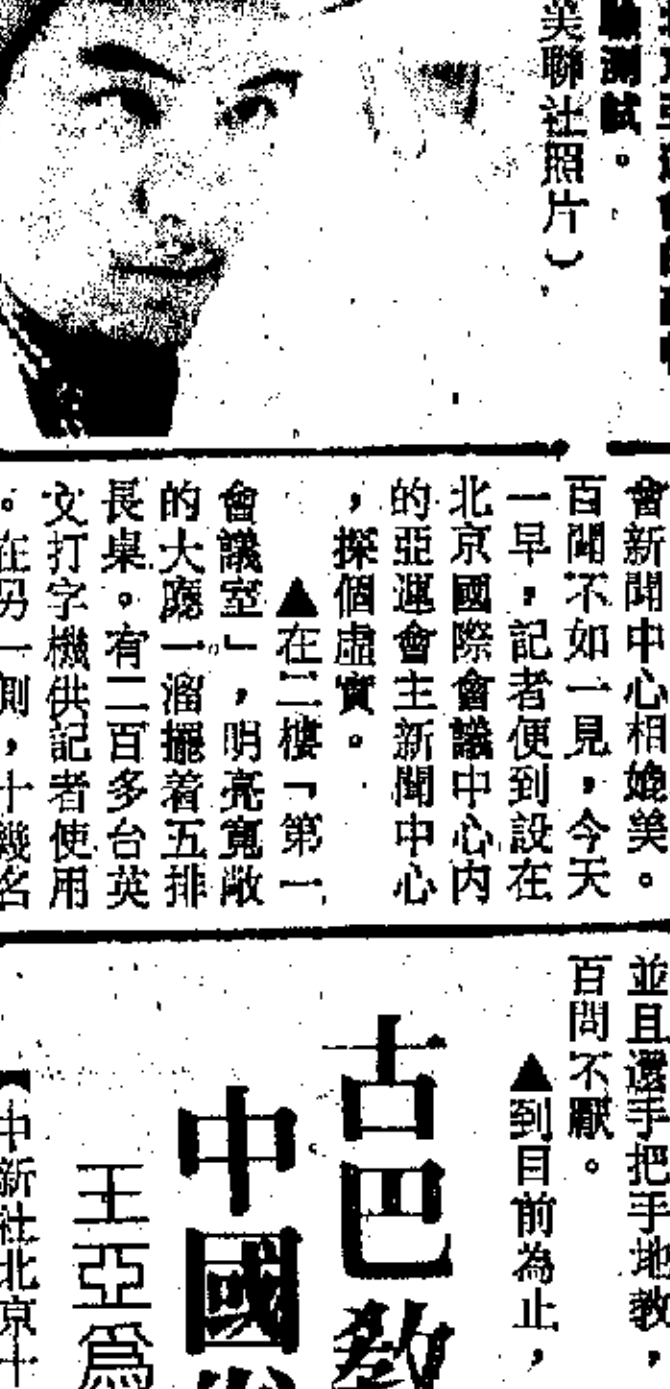 驗測試。
美聯社照片）
會新聞中心相媲美。
百聞不如一見，今天
一早，記者便到設在
北京國際會議中心内
的亞運會主新聞中心
，探個虛實。
▲在二樓「第一
會議室」，明亮寬敞
的大廳一溜擺着五排
長桌。有二百多台英
文打字機供記者使用
。在另一側，十幾名
並且還手把手地教，
百問不厭。
▲到目前為止，
古巴教
中國
王亞為
【中新社北京十